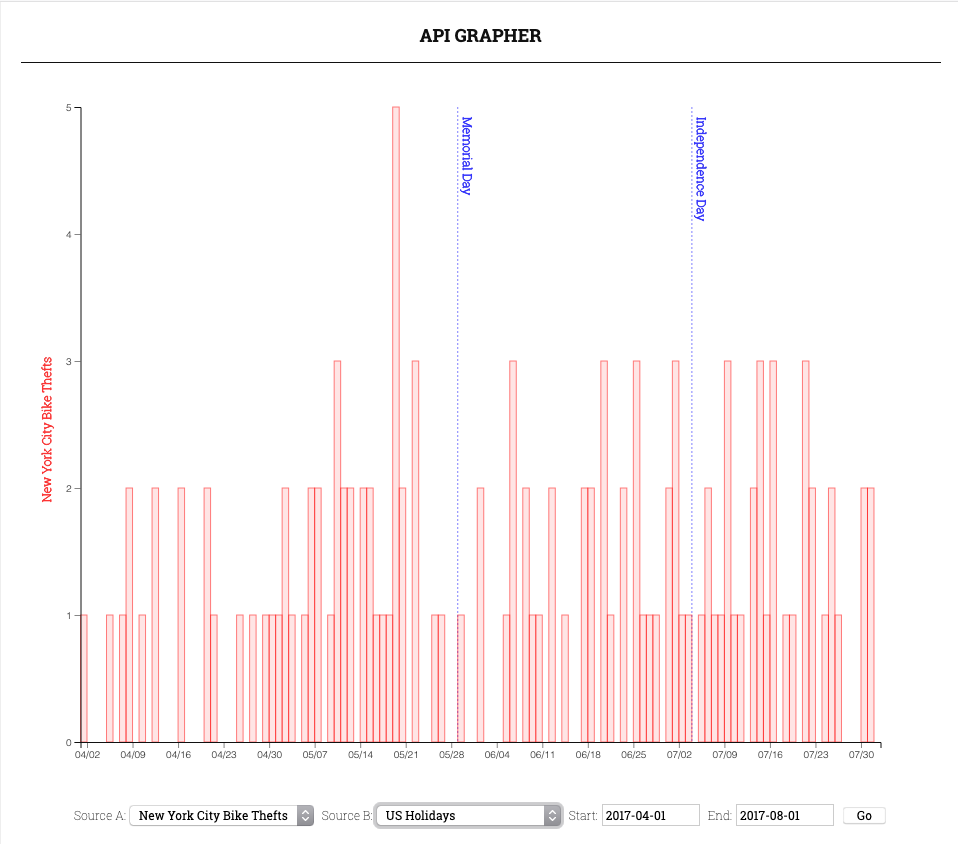 API GRAPHER
5
4
3
2
1
0
New York City Bike Thefts
Memorial Day
Independence Day
04/02 04/09 04/16 04/23 04/30 05/07 05/14 05/21 05/28 06/04 06/11 06/18 06/25 07/02 07/09 07/16 07/23 07/30
Source A: New York City Bike Thefts Source B: US Holidays Start: 2017-04-01 End: 2017-08-01 Go